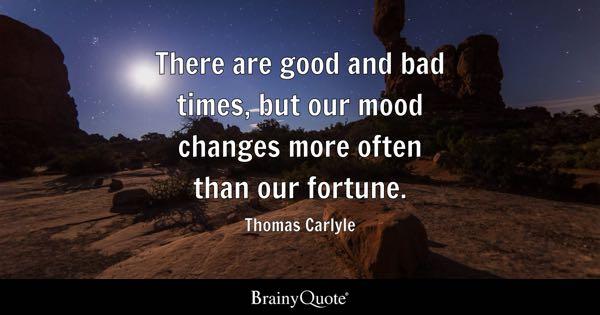 There are good and bad
times, but our mood
changes more often
than our fortune.
Thomas Carlyle
BrainyQuote®